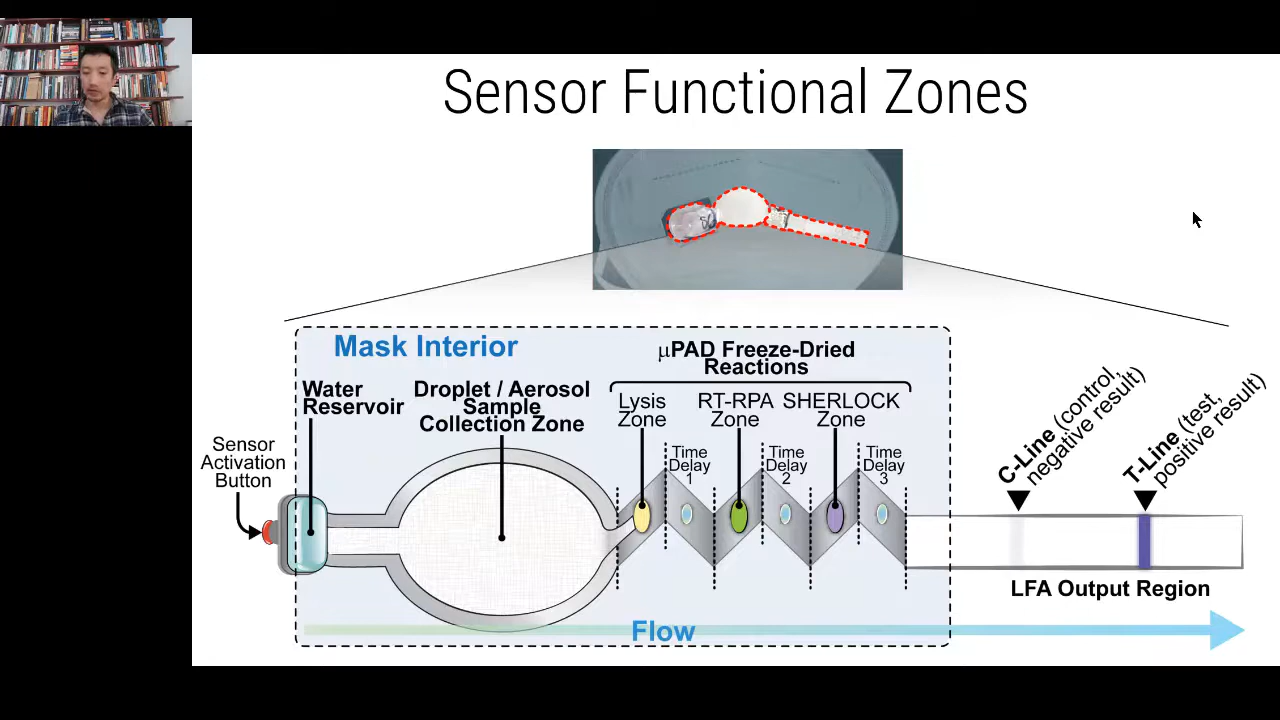 Sensor Functional Zones
Mask Interior
μPAD Freeze-Dried
Reactions
Water
Reservoir
Droplet / Aerosol
Sample
Collection Zone
Lysis
Zone
RT-RPA
Zone
SHERLOCK
Zone
Sensor
Activation
Button
Time
Delay
1
Time
Delay
2
Time
Delay
3
C-Line (control,
negative result)
T-Line (test,
positive result)
LFA Output Region
Flow